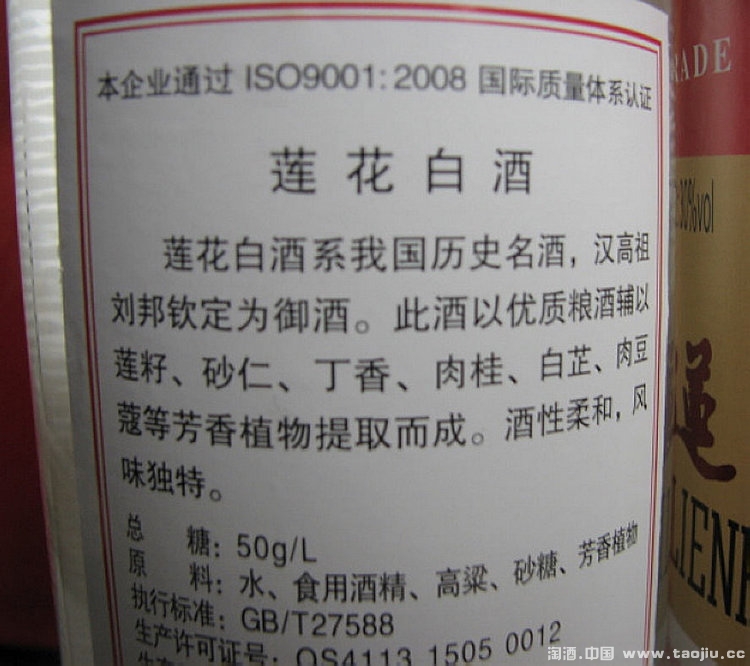 本企业通过 ISO9001:2008 国际质量体系认证
莲花白酒
莲花白酒系我国历史名酒，汉高祖
刘邦钦定为御酒。此酒以优质粮酒辅以
莲籽、砂仁、丁香、肉桂、白芷、肉豆
蔻等芳香植物提取而成。酒性柔和，风
味独特。
总 糖：50g/L
原 料：水、食用酒精、高粱、砂糖、芳香植物
执行标准：GB/T27588
生产许可证号：QS4113 1505 0012
RADE
%vol
莲
LIEN
淘酒.中国 www.taojiu.cc